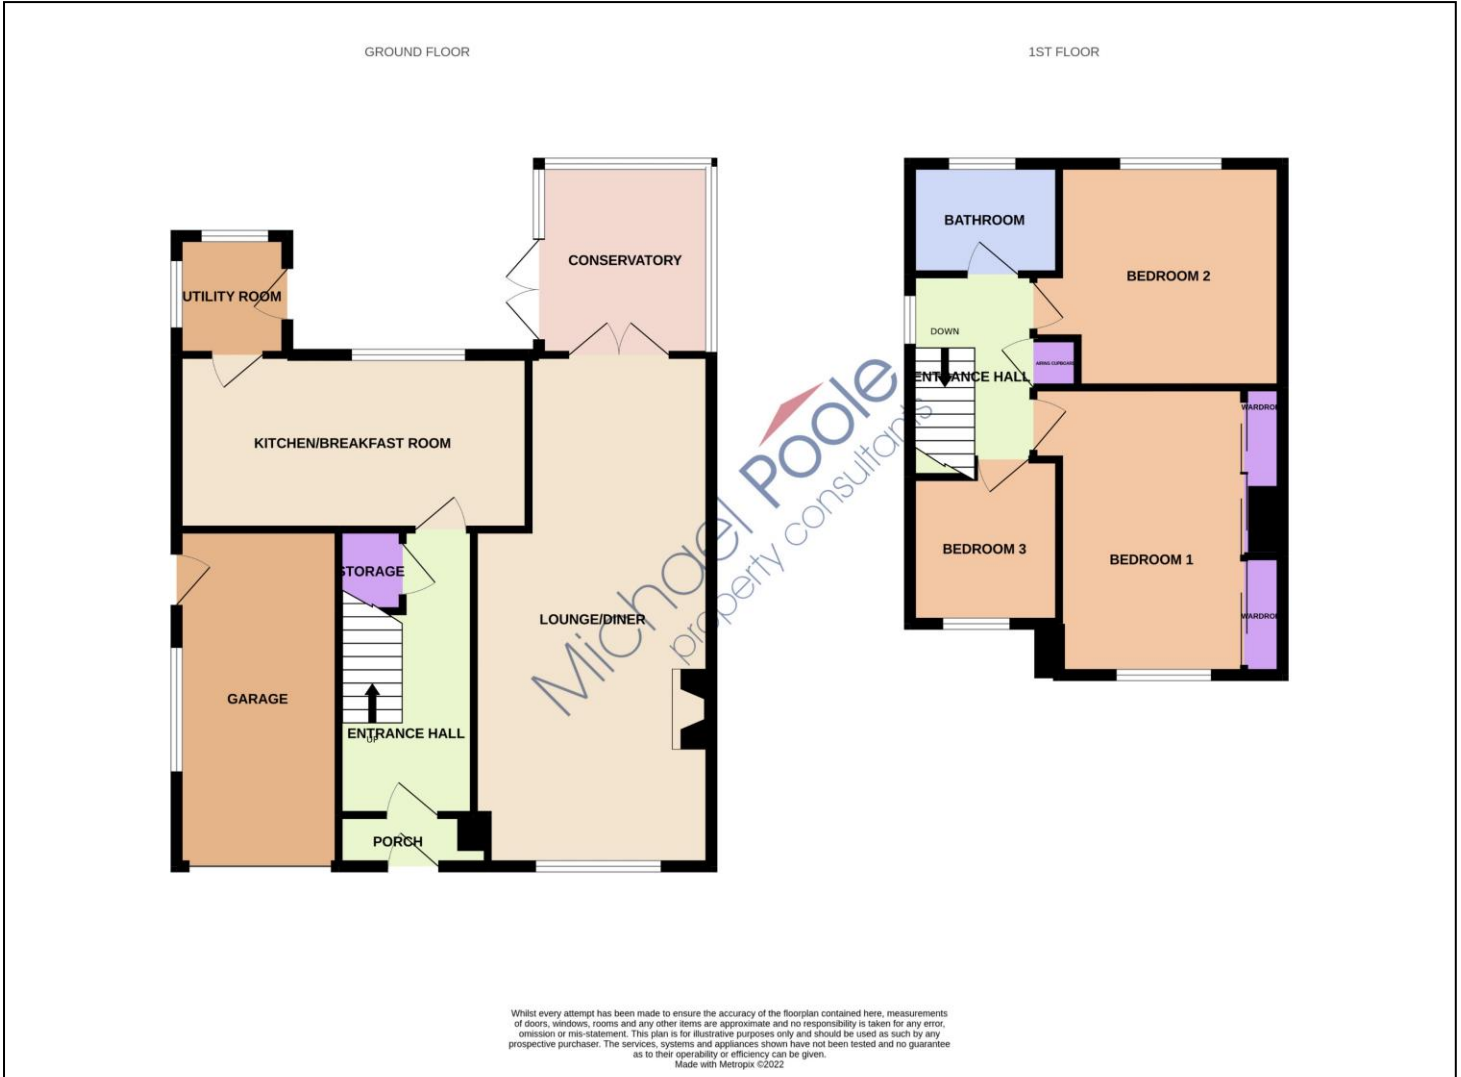 GROUND FLOOR
1ST FLOOR
UTILITY ROOM
CONSERVATORY
KITCHEN/BREAKFAST ROOM
STORAGE
LOUNGE/DINER
GARAGE
ENTRANCE HALL
UP
PORCH
BATHROOM
BEDROOM 2
DOWN
AIRING CUPBOARD
ENTRANCE HALL
WARDROBE
BEDROOM 3
BEDROOM 1
WARDROBE
Michael Poole
property consultants
Whilst every attempt has been made to ensure the accuracy of the floorplan contained here, measurements
of doors, windows, rooms and any other items are approximate and no responsibility is taken for any error,
omission or mis-statement. This plan is for illustrative purposes only and should be used as such by any
prospective purchaser. The services, systems and appliances shown have not been tested and no guarantee
as to their operability or efficiency can be given.
Made with Metropix ©2022